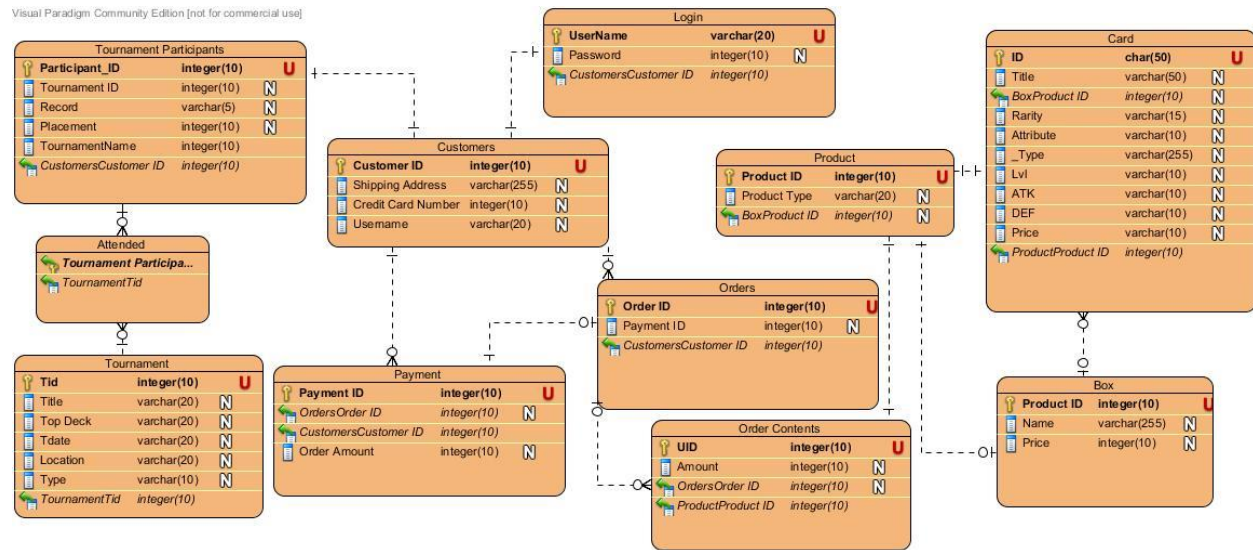 Visual Paradigm Community Edition [not for commercial use]
Tournament Participants
Participant_ID integer(10) U
Tournament ID integer(10) N
Record varchar(5) N
Placement integer(10) N
TournamentName integer(10)
CustomersCustomer ID integer(10)
Login
UserName varchar(20) U
Password integer(10) N
CustomersCustomer ID integer(10)
Card
ID char(50) U
Title varchar(50) N
BoxProduct ID integer(10) N
Rarity varchar(15) N
Attribute varchar(10) N
_Type varchar(255) N
Lvl varchar(10) N
ATK varchar(10) N
DEF varchar(10) N
Price varchar(10) N
ProductProduct ID integer(10)
Customers
Customer ID integer(10) U
Shipping Address varchar(255) N
Credit Card Number integer(10) N
Username varchar(20) N
Product
Product ID integer(10) U
Product Type varchar(20) N
BoxProduct ID integer(10) N
Attended
Tournament Participa...
TournamentTid
Orders
Order ID integer(10) U
Payment ID integer(10) N
CustomersCustomer ID integer(10)
Tournament
Tid integer(10) U
Title varchar(20) N
Top Deck varchar(20) N
Tdate varchar(20) N
Location varchar(20) N
Type varchar(10) N
TournamentTid integer(10)
Payment
Payment ID integer(10) U
OrdersOrder ID integer(10) N
CustomersCustomer ID integer(10)
Order Amount integer(10) N
Order Contents
UID integer(10) U
Amount integer(10) N
OrdersOrder ID integer(10) N
ProductProduct ID integer(10)
Box
Product ID integer(10) U
Name varchar(255) N
Price integer(10) N